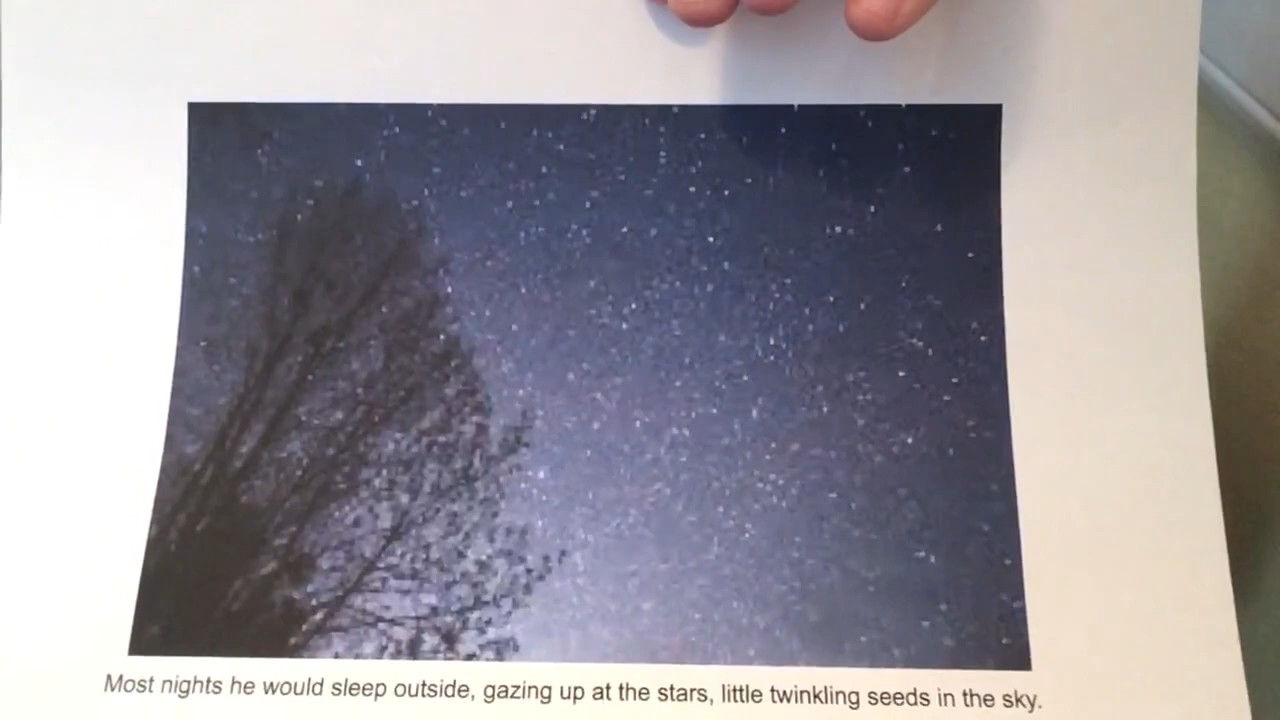 Most nights he would sleep outside, gazing up at the stars, little twinkling seeds in the sky.